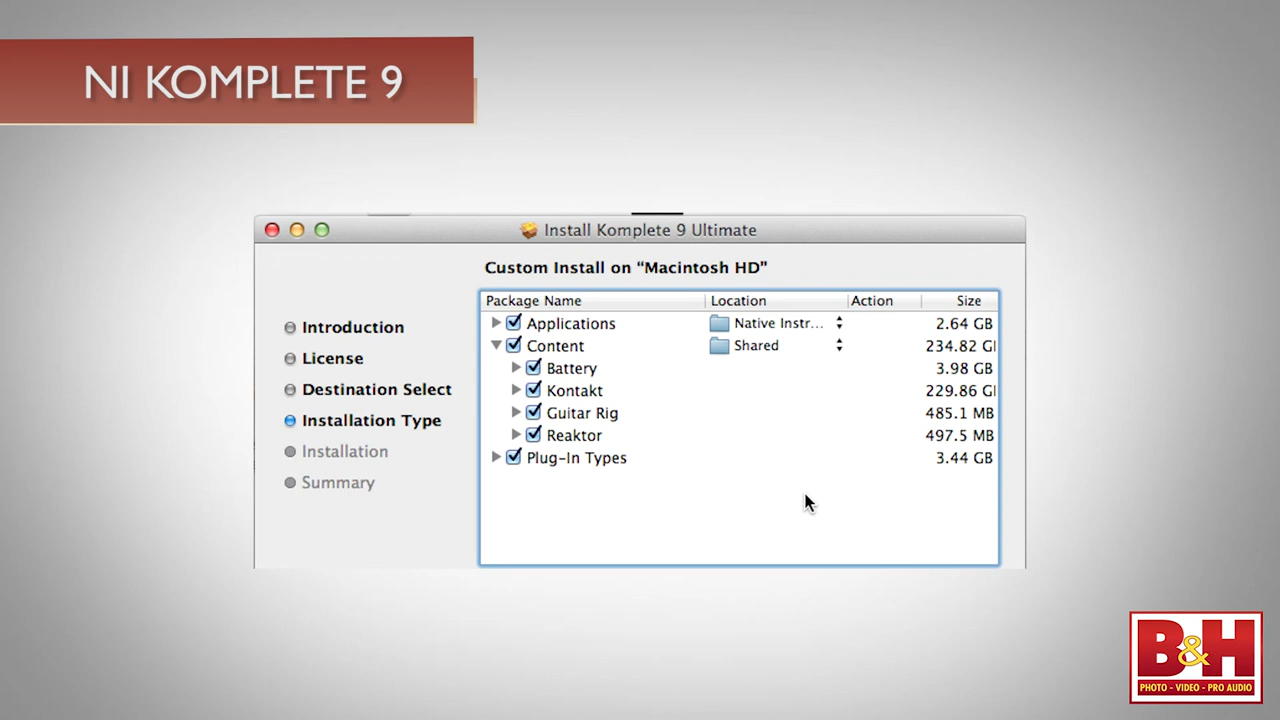 NI KOMPLETE 9
Install Komplete 9 Ultimate
Custom Install on “Macintosh HD”
Package Name Location Action Size
Applications Native Instr... 2.64 GB
Content Shared 234.82 G
Battery 3.98 GB
Kontakt 229.86 G
Guitar Rig 485.1 MB
Reaktor 497.5 MB
Plug-In Types 3.44 GB
Introduction
License
Destination Select
Installation Type
Installation
Summary
B&H
PHOTO - VIDEO - PRO AUDIO